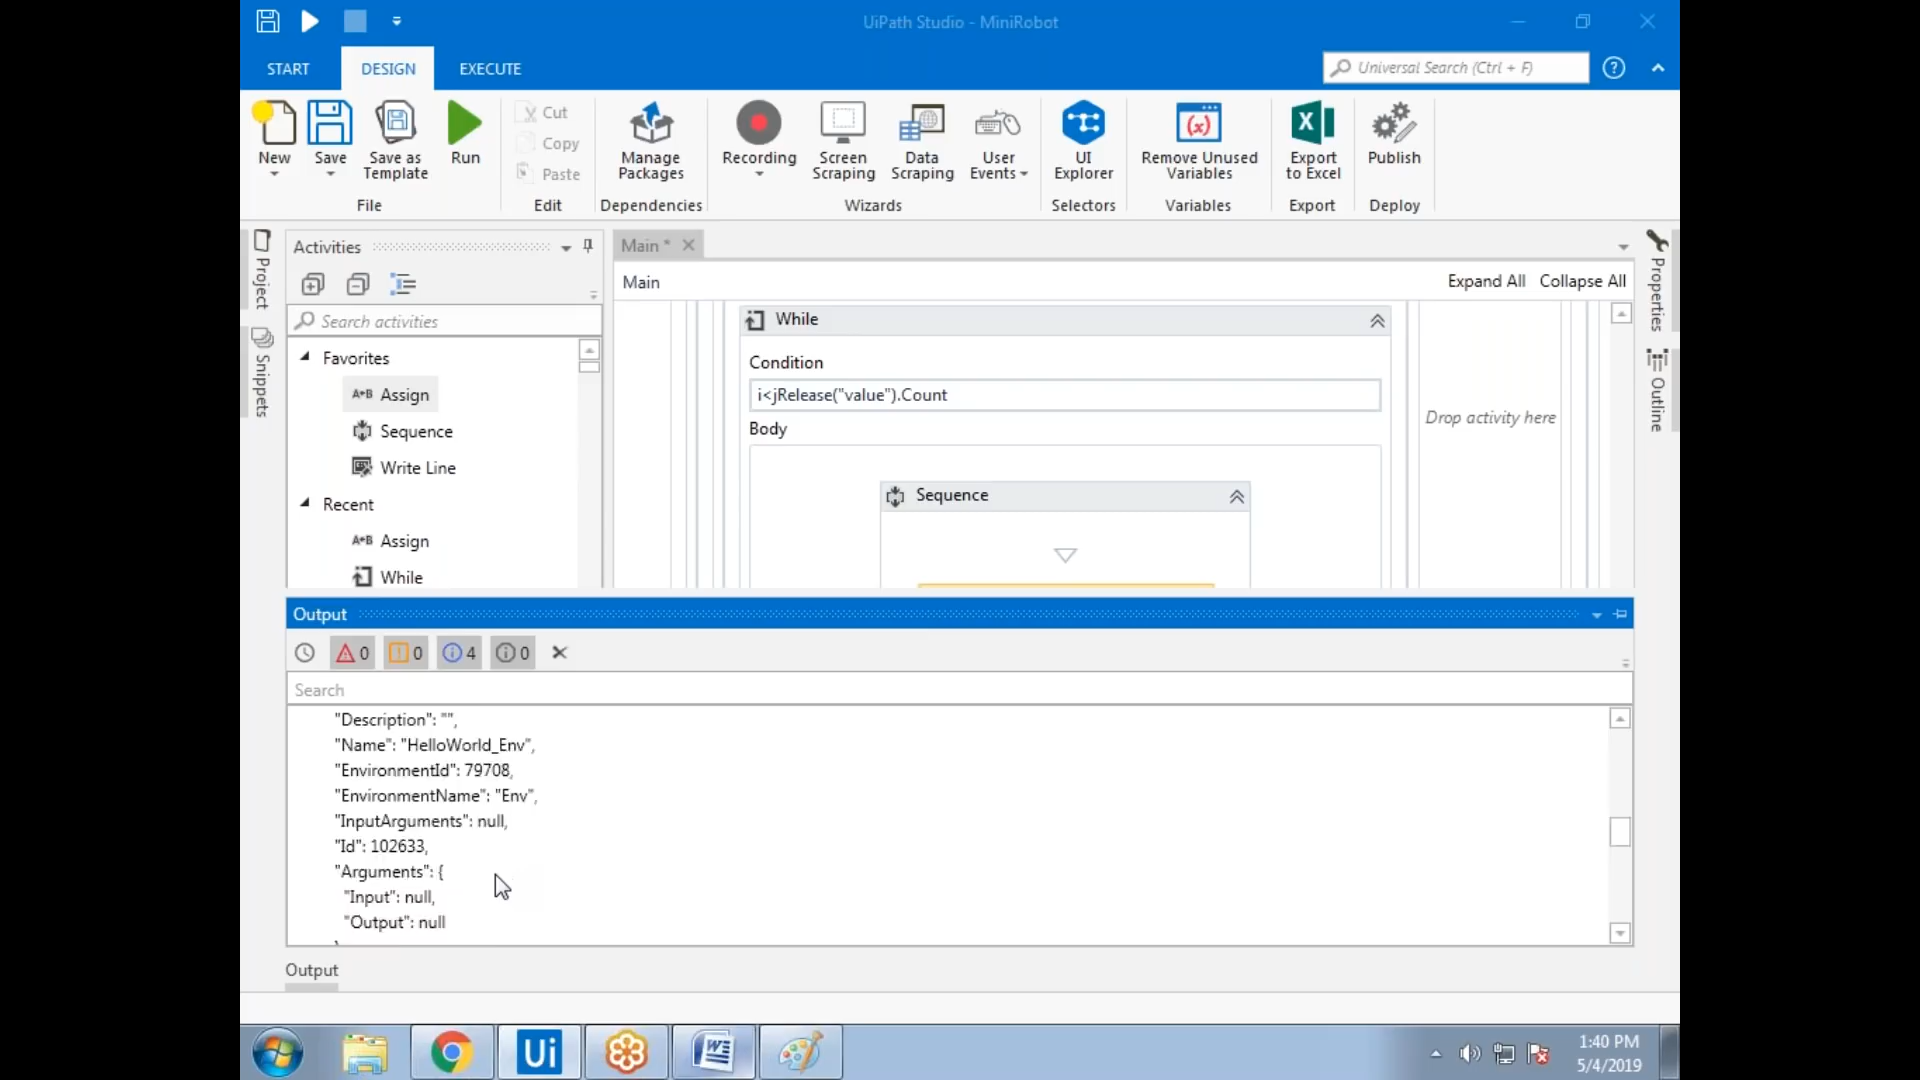 UiPath Studio - MiniRobot
START
DESIGN
EXECUTE
Universal Search (Ctrl + F)
New
Save
Save as Template
Run
Cut
Copy
Paste
Manage Packages
Recording
Screen Scraping
Data Scraping
User Events
UI Explorer
Remove Unused Variables
Export to Excel
Publish
File
Edit
Dependencies
Wizards
Selectors
Variables
Export
Deploy
Project
Snippets
Activities
Search activities
Favorites
A+B Assign
Sequence
Write Line
Recent
A+B Assign
While
Main *
Main
Expand All
Collapse All
While
Condition
i<jRelease("value").Count
Body
Sequence
Drop activity here
Properties
Outline
Output
0
0
4
0
Search
"Description": "",
"Name": "HelloWorld_Env",
"EnvironmentId": 79708,
"EnvironmentName": "Env",
"InputArguments": null,
"Id": 102633,
"Arguments": {
"Input": null,
"Output": null
Output
Ui
1:40 PM
5/4/2019